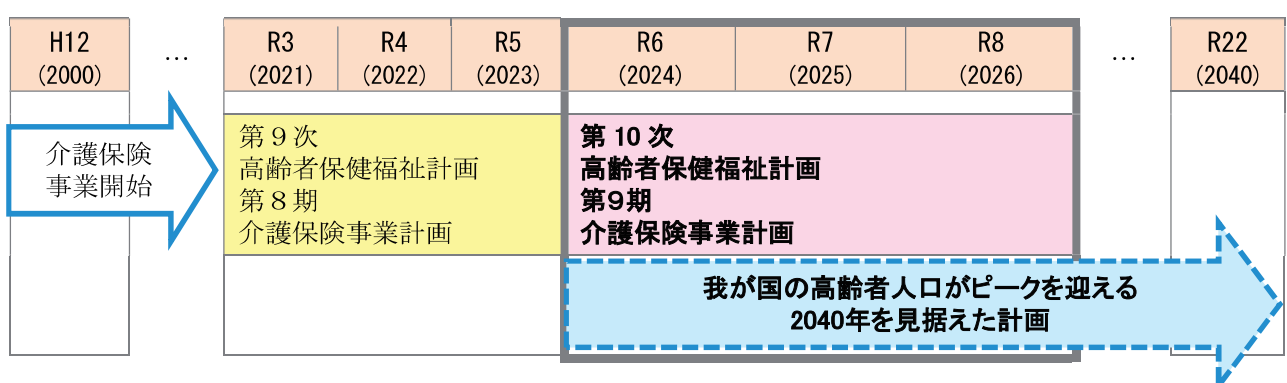 H12
(2000)
…
R3
(2021)
R4
(2022)
R5
(2023)
R6
(2024)
R7
(2025)
R8
(2026)
…
R22
(2040)
介護保険
事業開始
第９次
高齢者保健福祉計画
第８期
介護保険事業計画
第 10 次
高齢者保健福祉計画
第9期
介護保険事業計画
我が国の高齢者人口がピークを迎える
2040年を見据えた計画